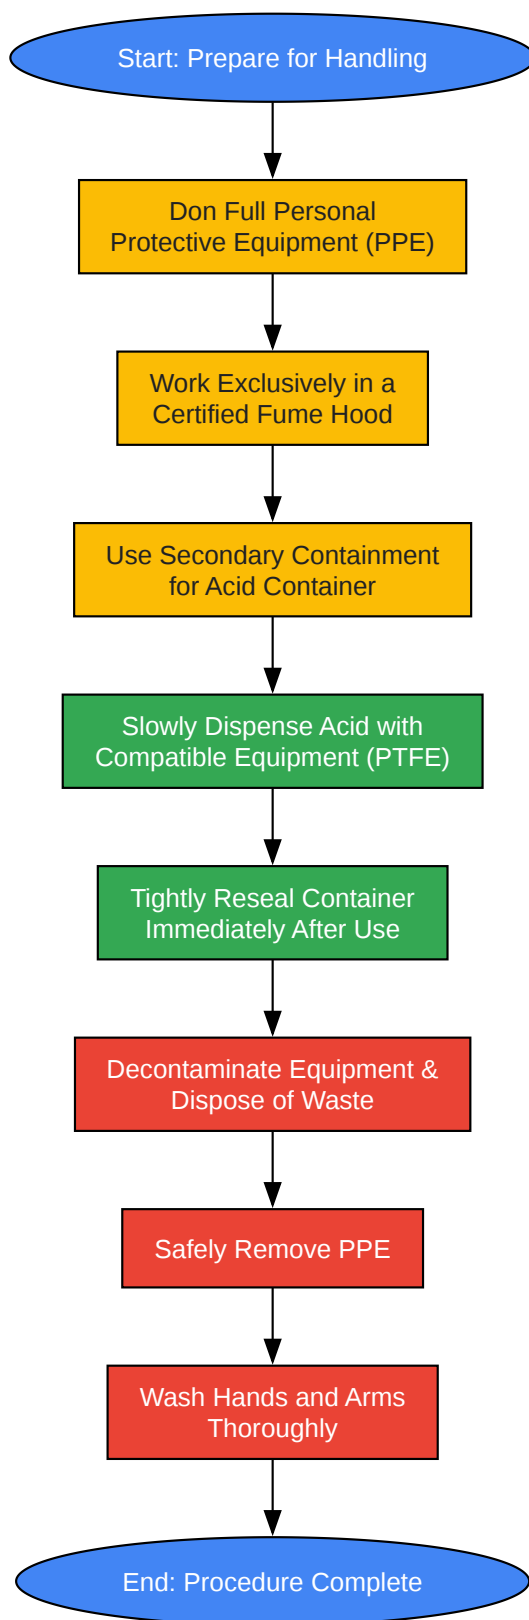 Start: Prepare for Handling
Don Full Personal
Protective Equipment (PPE)
Work Exclusively in a
Certified Fume Hood
Use Secondary Containment
for Acid Container
Slowly Dispense Acid with
Compatible Equipment (PTFE)
Tightly Reseal Container
Immediately After Use
Decontaminate Equipment &
Dispose of Waste
Safely Remove PPE
Wash Hands and Arms
Thoroughly
End: Procedure Complete